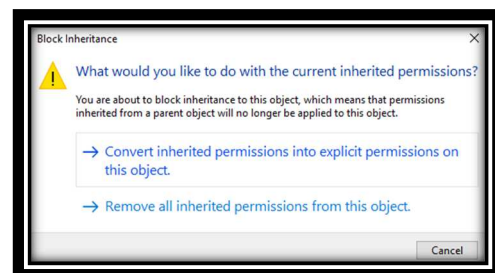 Block Inheritance
What would you like to do with the current inherited permissions?
You are about to block inheritance to this object, which means that permissions
inherited from a parent object will no longer be applied to this object.
→ Convert inherited permissions into explicit permissions on
this object.
→ Remove all inherited permissions from this object.
Cancel